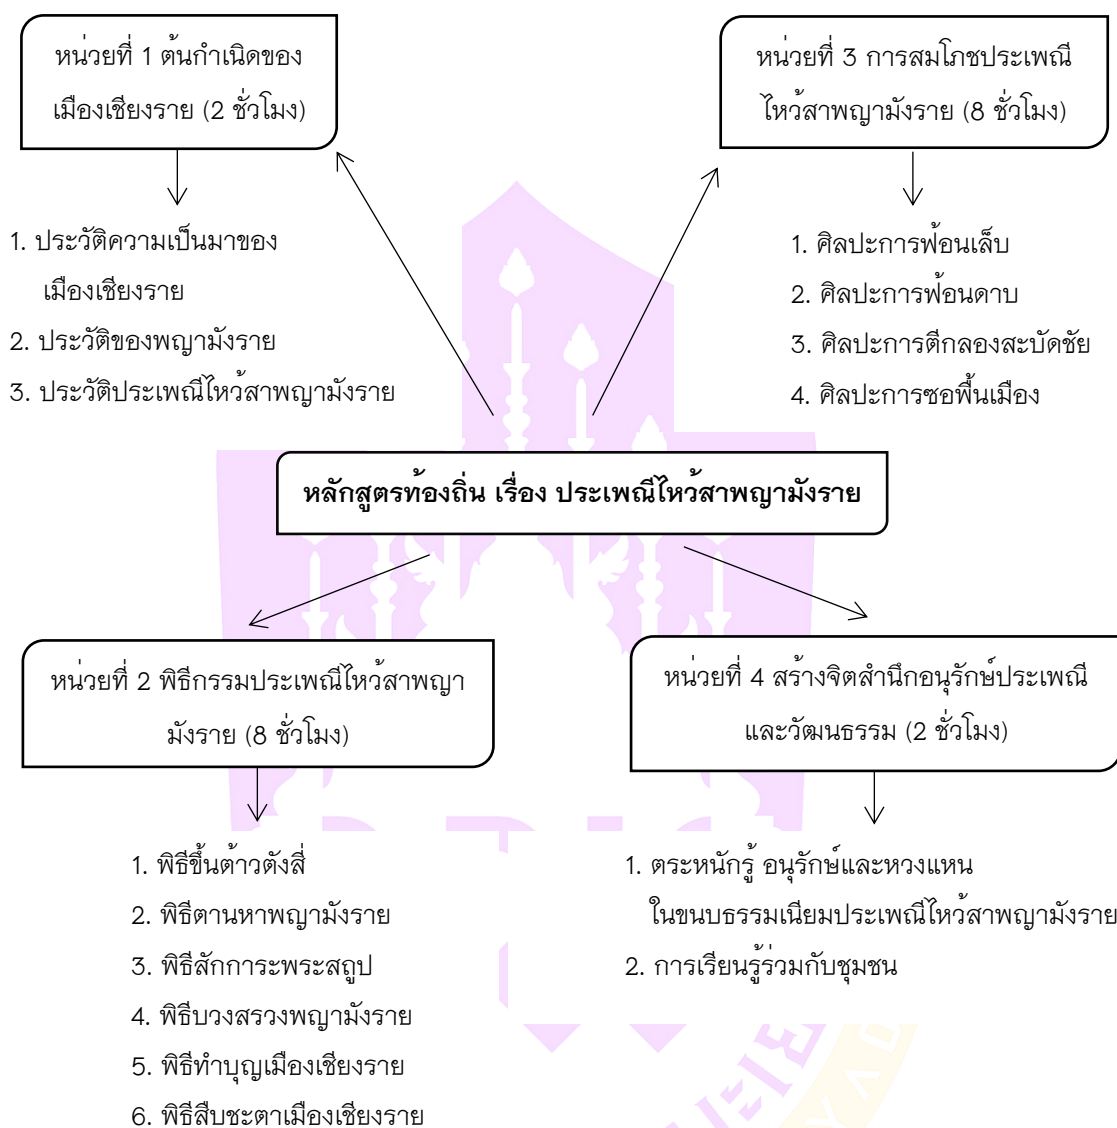 หน่วยที่ 1 ต้นกำเนิดของ
เมืองเชียงราย (2 ชั่วโมง)
1. ประวัติความเป็นมาของ
เมืองเชียงราย
2. ประวัติของพญามังราย
3. ประวัติประเพณีไหว้สาพญามังราย
หน่วยที่ 3 การสมโภชประเพณี
ไหว้สาพญามังราย (8 ชั่วโมง)
1. ศิลปะการฟ้อนเล็บ
2. ศิลปะการฟ้อนดาบ
3. ศิลปะการตีกลองสะบัดชัย
4. ศิลปะการซอพื้นเมือง
หลักสูตรท้องถิ่น เรื่อง ประเพณีไหว้สาพญามังราย
หน่วยที่ 2 พิธีกรรมประเพณีไหว้สาพญา
มังราย (8 ชั่วโมง)
1. พิธีขึ้นต้าวตังสี่
2. พิธีตานหาพญามังราย
3. พิธีสักการะพระสถูป
4. พิธีบวงสรวงพญามังราย
5. พิธีทำบุญเมืองเชียงราย
6. พิธีสืบชะตาเมืองเชียงราย
หน่วยที่ 4 สร้างจิตสำนึกอนุรักษ์ประเพณี
และวัฒนธรรม (2 ชั่วโมง)
1. ตระหนักรู้ อนุรักษ์และหวงแหน
ในขนบธรรมเนียมประเพณีไหว้สาพญามังราย
2. การเรียนรู้ร่วมกับชุมชน